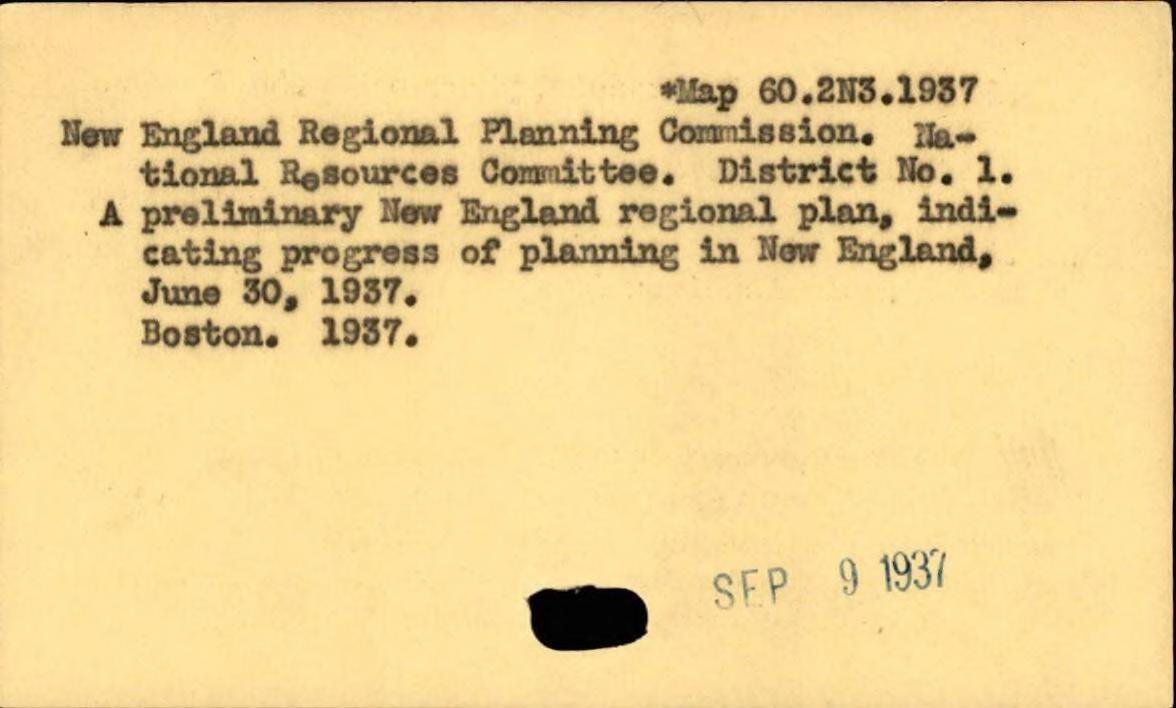 *Map 60.2N3.1937
New England Regional Planning Commission. Na-
tional Resources Committee. District No. 1.
A preliminary New England regional plan, indi-
cating progress of planning in New England,
June 30, 1937.
Boston. 1937.
SEP 9 1937